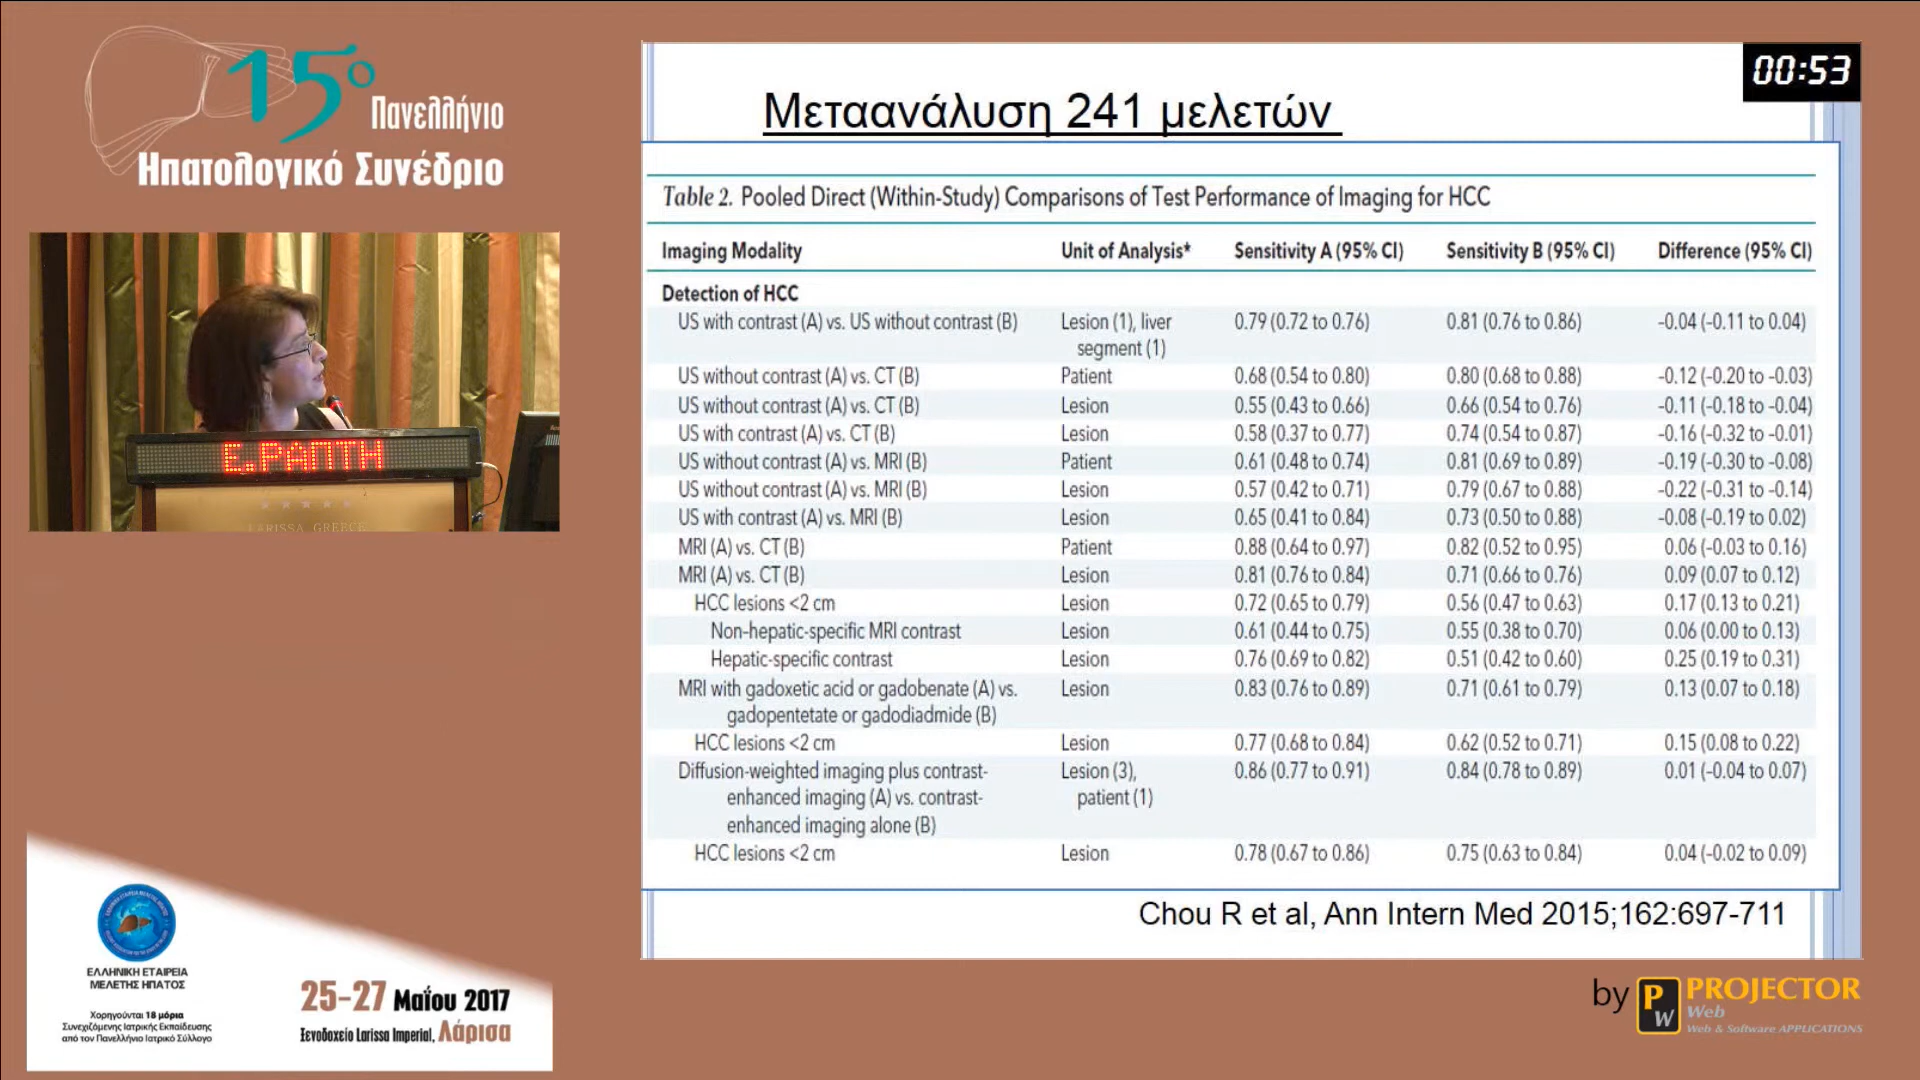 15ο
Πανελλήνιο
Ηπατολογικό Συνέδριο
Ε.ΡΑΠΤΗ
LARISSA GREECE
ΕΛΛΗΝΙΚΗ ΕΤΑΙΡΕΙΑ
ΜΕΛΕΤΗΣ ΗΠΑΤΟΣ
Χορηγούνται 18 μόρια
Συνεχιζόμενης Ιατρικής Εκπαίδευσης
από τον Πανελλήνιο Ιατρικό Σύλλογο
25-27 Μαΐου 2017
Ξενοδοχείο Larissa Imperial, Λάρισα
00:53
Μεταανάλυση 241 μελετών
Table 2. Pooled Direct (Within-Study) Comparisons of Test Performance of Imaging for HCC
Imaging Modality Unit of Analysis* Sensitivity A (95% CI) Sensitivity B (95% CI) Difference (95% CI)
Detection of HCC
US with contrast (A) vs. US without contrast (B) Lesion (1), liver 0.79 (0.72 to 0.76) 0.81 (0.76 to 0.86) -0.04 (-0.11 to 0.04)
segment (1)
US without contrast (A) vs. CT (B) Patient 0.68 (0.54 to 0.80) 0.80 (0.68 to 0.88) -0.12 (-0.20 to -0.03)
US without contrast (A) vs. CT (B) Lesion 0.55 (0.43 to 0.66) 0.66 (0.54 to 0.76) -0.11 (-0.18 to -0.04)
US with contrast (A) vs. CT (B) Lesion 0.58 (0.37 to 0.77) 0.74 (0.54 to 0.87) -0.16 (-0.32 to -0.01)
US without contrast (A) vs. MRI (B) Patient 0.61 (0.48 to 0.74) 0.81 (0.69 to 0.89) -0.19 (-0.30 to -0.08)
US without contrast (A) vs. MRI (B) Lesion 0.57 (0.42 to 0.71) 0.79 (0.67 to 0.88) -0.22 (-0.31 to -0.14)
US with contrast (A) vs. MRI (B) Lesion 0.65 (0.41 to 0.84) 0.73 (0.50 to 0.88) -0.08 (-0.19 to 0.02)
MRI (A) vs. CT (B) Patient 0.88 (0.64 to 0.97) 0.82 (0.52 to 0.95) 0.06 (-0.03 to 0.16)
MRI (A) vs. CT (B) Lesion 0.81 (0.76 to 0.84) 0.71 (0.66 to 0.76) 0.09 (0.07 to 0.12)
HCC lesions <2 cm Lesion 0.72 (0.65 to 0.79) 0.56 (0.47 to 0.63) 0.17 (0.13 to 0.21)
Non-hepatic-specific MRI contrast Lesion 0.61 (0.44 to 0.75) 0.55 (0.38 to 0.70) 0.06 (0.00 to 0.13)
Hepatic-specific contrast Lesion 0.76 (0.69 to 0.82) 0.51 (0.42 to 0.60) 0.25 (0.19 to 0.31)
MRI with gadoxetic acid or gadobenate (A) vs. Lesion 0.83 (0.76 to 0.89) 0.71 (0.61 to 0.79) 0.13 (0.07 to 0.18)
gadopentetate or gadodiadmide (B)
HCC lesions <2 cm Lesion 0.77 (0.68 to 0.84) 0.62 (0.52 to 0.71) 0.15 (0.08 to 0.22)
Diffusion-weighted imaging plus contrast- Lesion (3), 0.86 (0.77 to 0.91) 0.84 (0.78 to 0.89) 0.01 (-0.04 to 0.07)
enhanced imaging (A) vs. contrast- patient (1)
enhanced imaging alone (B)
HCC lesions <2 cm Lesion 0.78 (0.67 to 0.86) 0.75 (0.63 to 0.84) 0.04 (-0.02 to 0.09)
Chou R et al, Ann Intern Med 2015;162:697-711
by PW PROJECTOR
Web
Web & Software APPLICATIONS